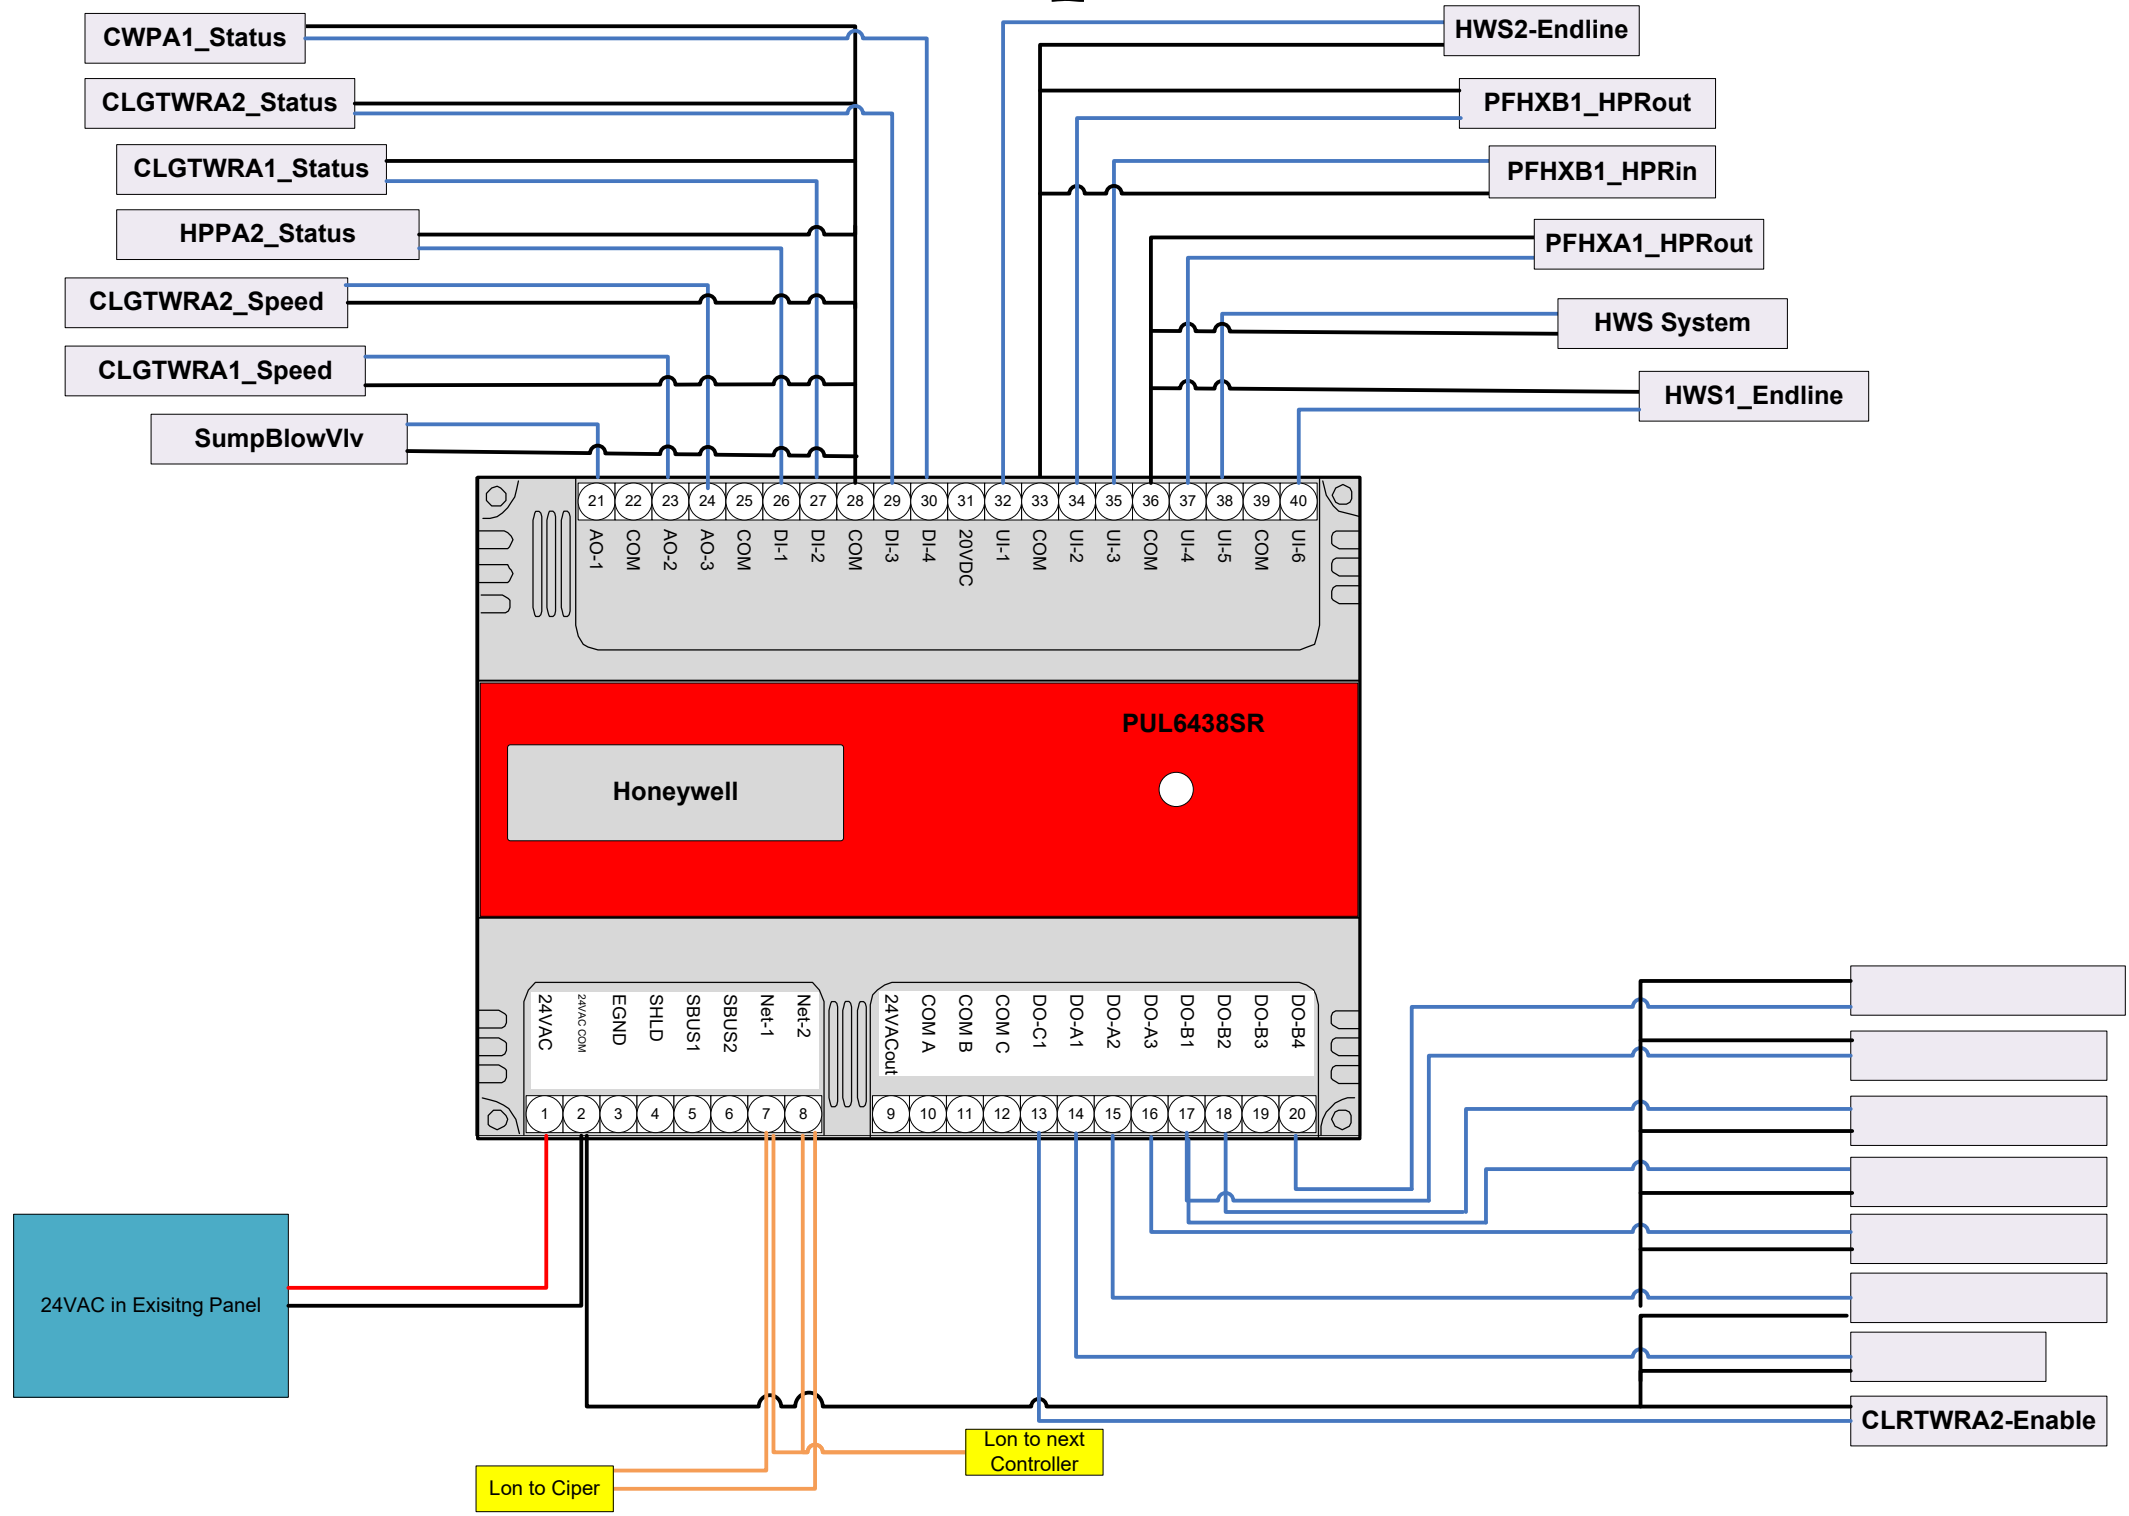 CWPA1_Status
CLGTWRA2_Status
CLGTWRA1_Status
HPPA2_Status
CLGTWRA2_Speed
CLGTWRA1_Speed
SumpBlowVlv
HWS2-Endline
PFHXB1_HPRout
PFHXB1_HPRin
PFHXA1_HPRout
HWS System
HWS1_Endline
21 22 23 24 25 26 27 28 29 30 31 32 33 34 35 36 37 38 39 40
AO-1
COM
AO-2
AO-3
COM
DI-1
DI-2
COM
DI-3
DI-4
20VDC
UI-1
COM
UI-2
UI-3
COM
UI-4
UI-5
COM
UI-6
PUL6438SR
Honeywell
24VAC
24VAC COM
EGND
SHLD
SBUS1
SBUS2
Net-1
Net-2
24VACout
COM A
COM B
COM C
DO-C1
DO-A1
DO-A2
DO-A3
DO-B1
DO-B2
DO-B3
DO-B4
1 2 3 4 5 6 7 8 9 10 11 12 13 14 15 16 17 18 19 20
24VAC in Exisitng Panel
CLRTWRA2-Enable
Lon to next
Controller
Lon to Ciper